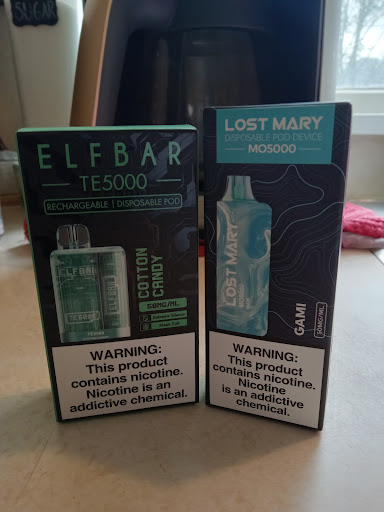 SUGAR
ELFBAR
TE5000
RECHARGEABLE | DISPOSABLE POD
ELFBAR
TE5000
COTTON
CANDY
50MG/ML
WARNING:
This product
contains nicotine.
Nicotine is an
addictive chemical.
LOST MARY
DISPOSABLE POD DEVICE
MO5000
LOST MARY
GAMI
50MG/ML
WARNING:
This product
contains nicotine.
Nicotine
is an addictive
chemical.